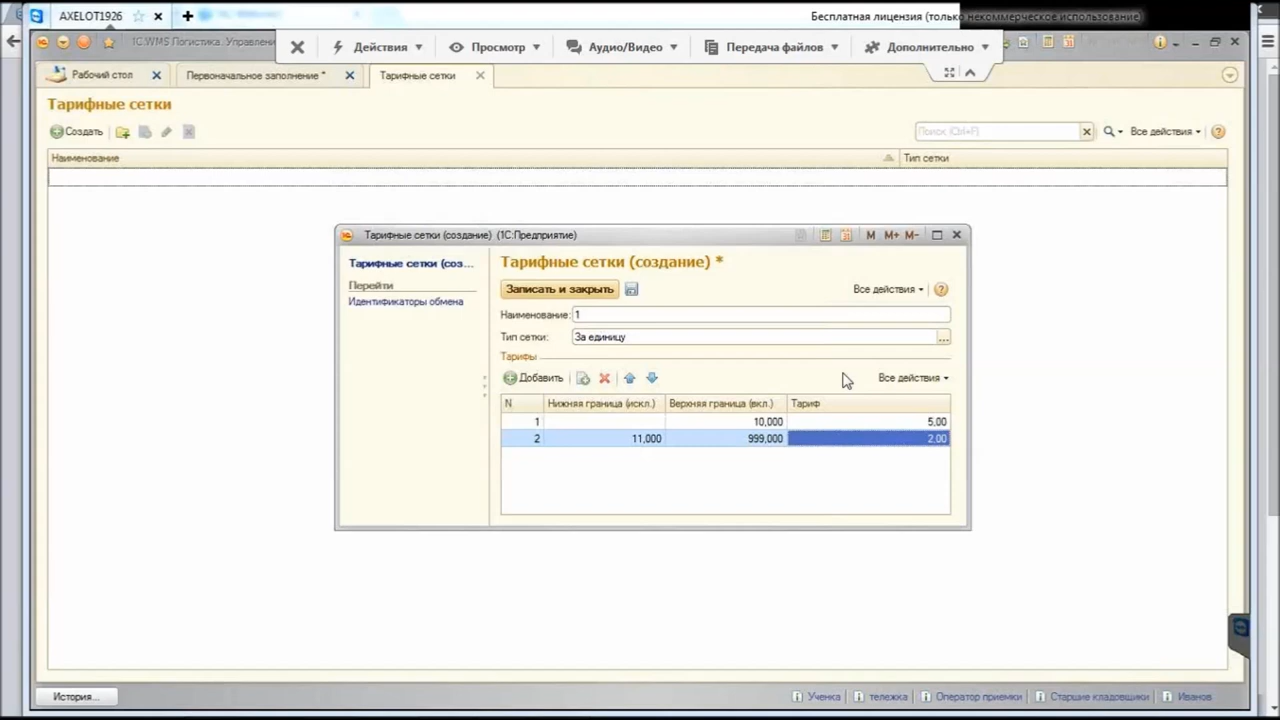 AXELOT1926
Бесплатная лицензия (только некоммерческое использование)
1С:WMS Логистика. Управлени
Действия
Просмотр
Аудио/Видео
Передача файлов
Дополнительно
Рабочий стол
Первоначальное заполнение *
Тарифные сетки
Тарифные сетки
Создать
Поиск (Ctrl+F)
Все действия
Наименование
Тип сетки
Тарифные сетки (создание) (1С:Предприятие)
M M+ M-
Тарифные сетки (соз...
Перейти
Идентификаторы обмена
Тарифные сетки (создание) *
Записать и закрыть
Все действия
Наименование: 1
Тип сетки: За единицу
Тарифы
Добавить
Все действия
N Нижняя граница (искл.) Верхняя граница (вкл.) Тариф
1 10,000 5,00
2 11,000 999,000 2,00
История...
Ученка
тележка
Оператор приемки
Старшие кладовщики
Иванов